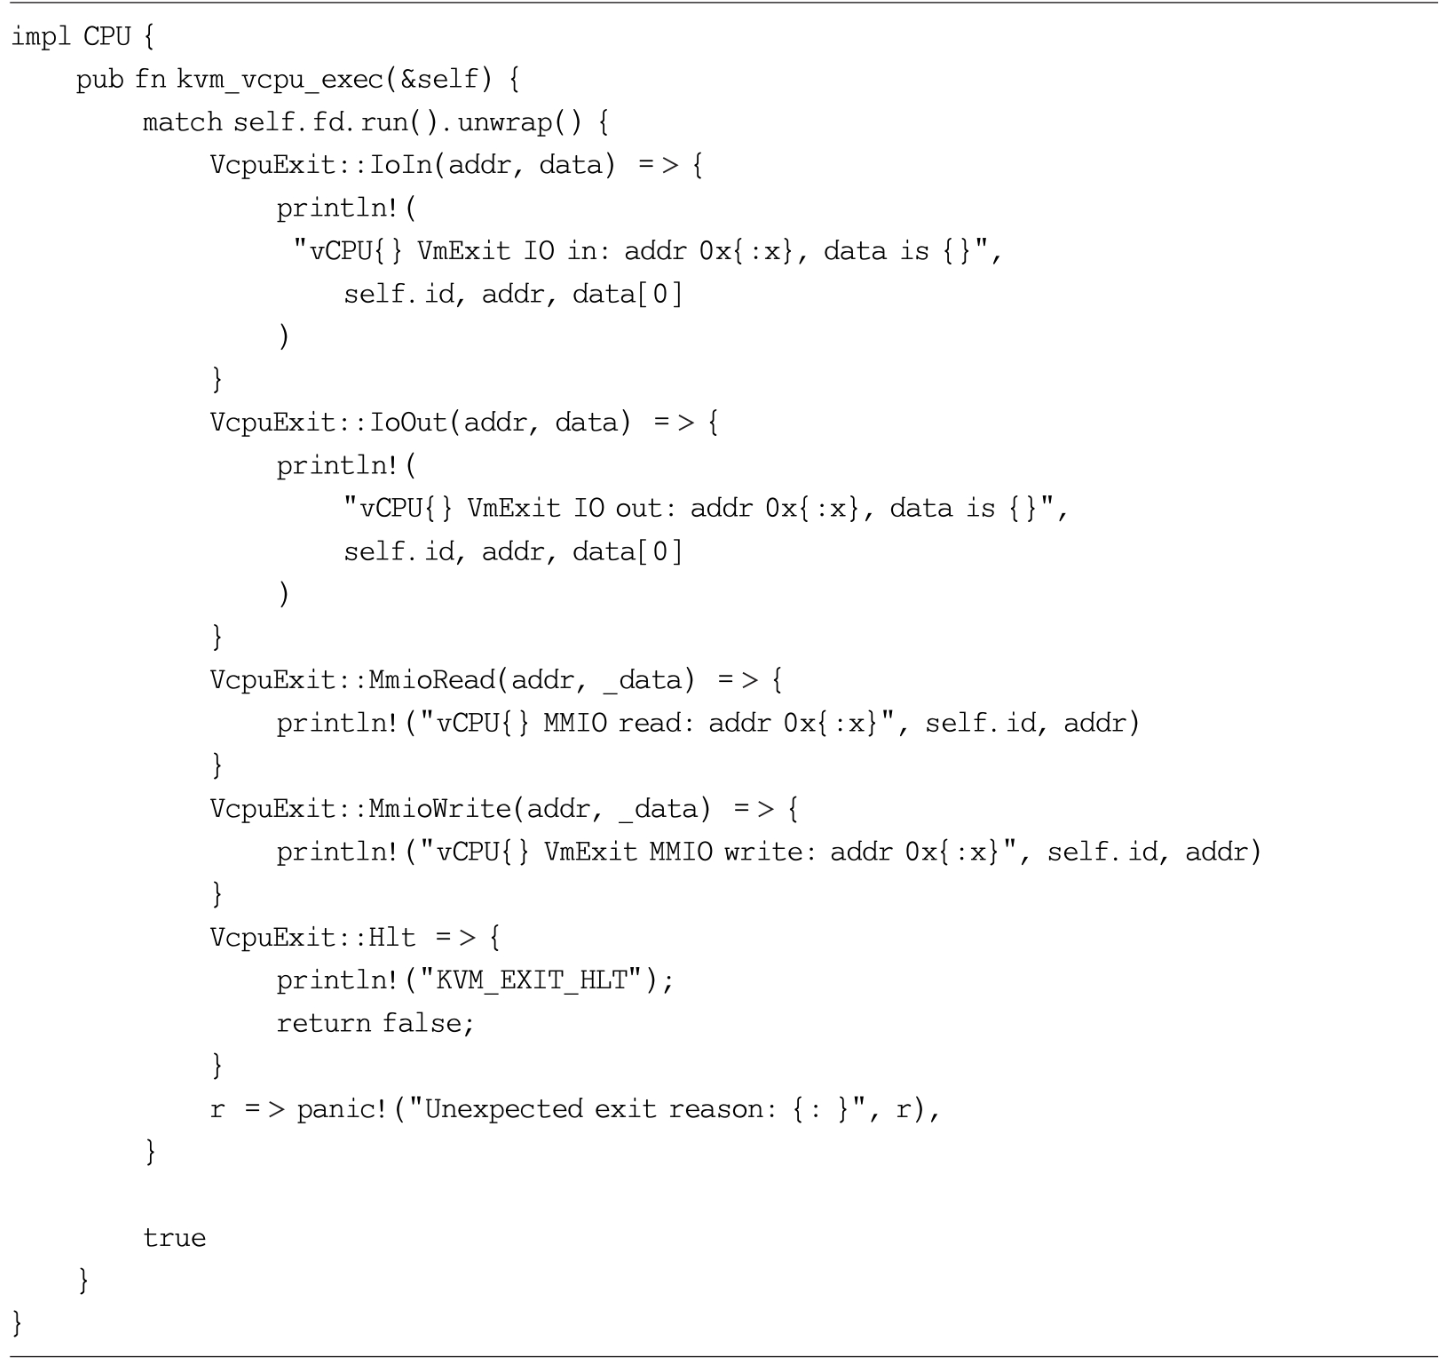 impl CPU {
    pub fn kvm_vcpu_exec(&self) {
        match self.fd.run().unwrap() {
            VcpuExit::IoIn(addr, data) => {
                println!(
                 "vCPU{} VmExit IO in: addr 0x{:x}, data is {}",
                    self.id, addr, data[0]
                )
            }
            VcpuExit::IoOut(addr, data) => {
                println!(
                    "vCPU{} VmExit IO out: addr 0x{:x}, data is {}",
                    self.id, addr, data[0]
                )
            }
            VcpuExit::MmioRead(addr, _data) => {
                println!("vCPU{} MMIO read: addr 0x{:x}", self.id, addr)
            }
            VcpuExit::MmioWrite(addr, _data) => {
                println!("vCPU{} VmExit MMIO write: addr 0x{:x}", self.id, addr)
            }
            VcpuExit::Hlt => {
                println!("KVM_EXIT_HLT");
                return false;
            }
            r => panic!("Unexpected exit reason: {: }", r),
        }

        true
    }
}